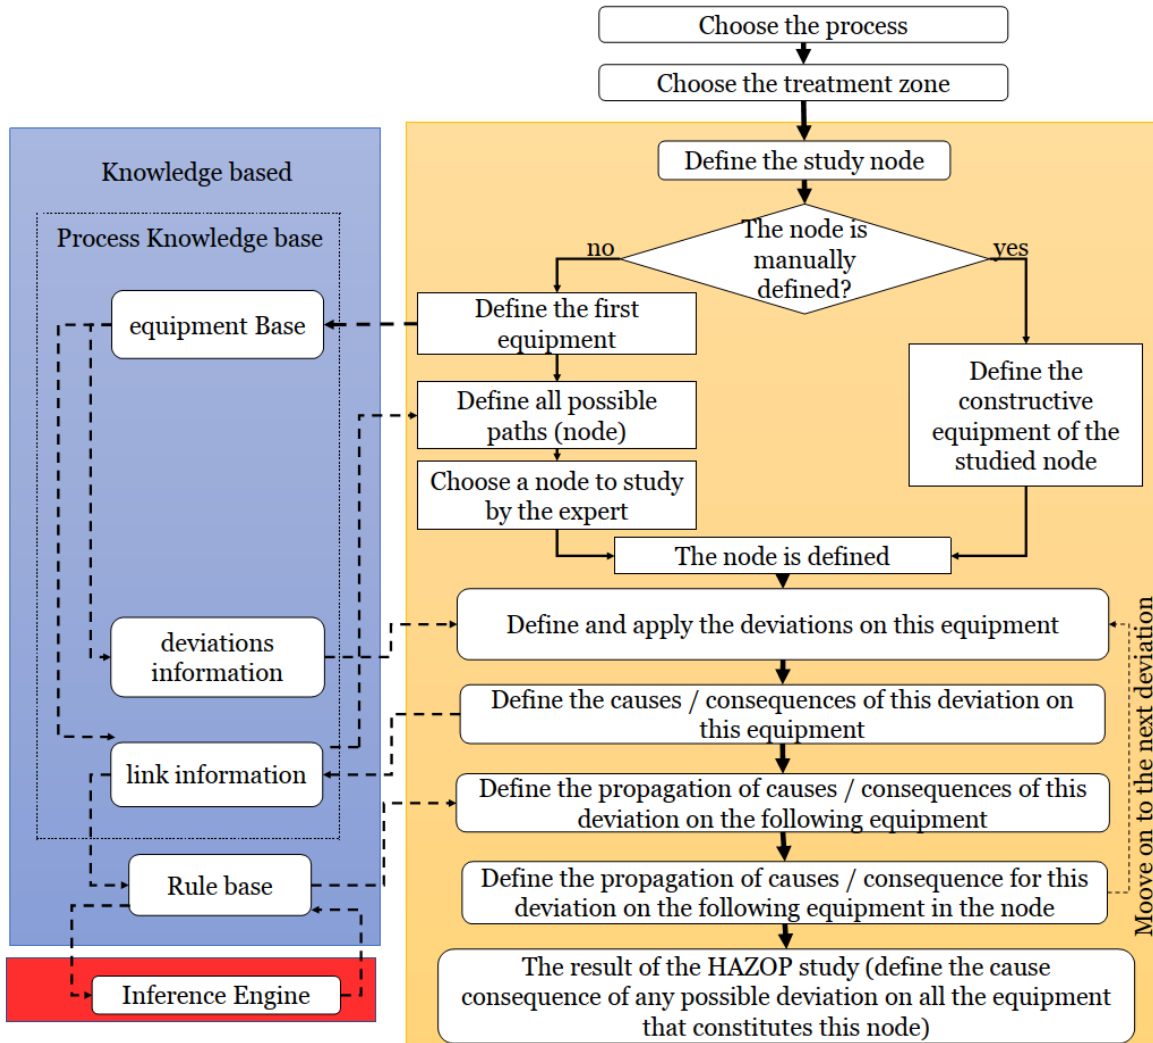 Choose the process
Choose the treatment zone
Knowledge based
Process Knowledge base
equipment Base
deviations
information
link information
Rule base
Inference Engine
Define the study node
The node is
manually
defined?
no
yes
Define the first
equipment
Define all possible
paths (node)
Choose a node to study
by the expert
Define the
constructive
equipment of the
studied node
The node is defined
Define and apply the deviations on this equipment
Define the causes / consequences of this deviation on
this equipment
Define the propagation of causes / consequences of this
deviation on the following equipment
Define the propagation of causes / consequence for this
deviation on the following equipment in the node
Moove on to the next deviation
The result of the HAZOP study (define the cause
consequence of any possible deviation on all the equipment
that constitutes this node)